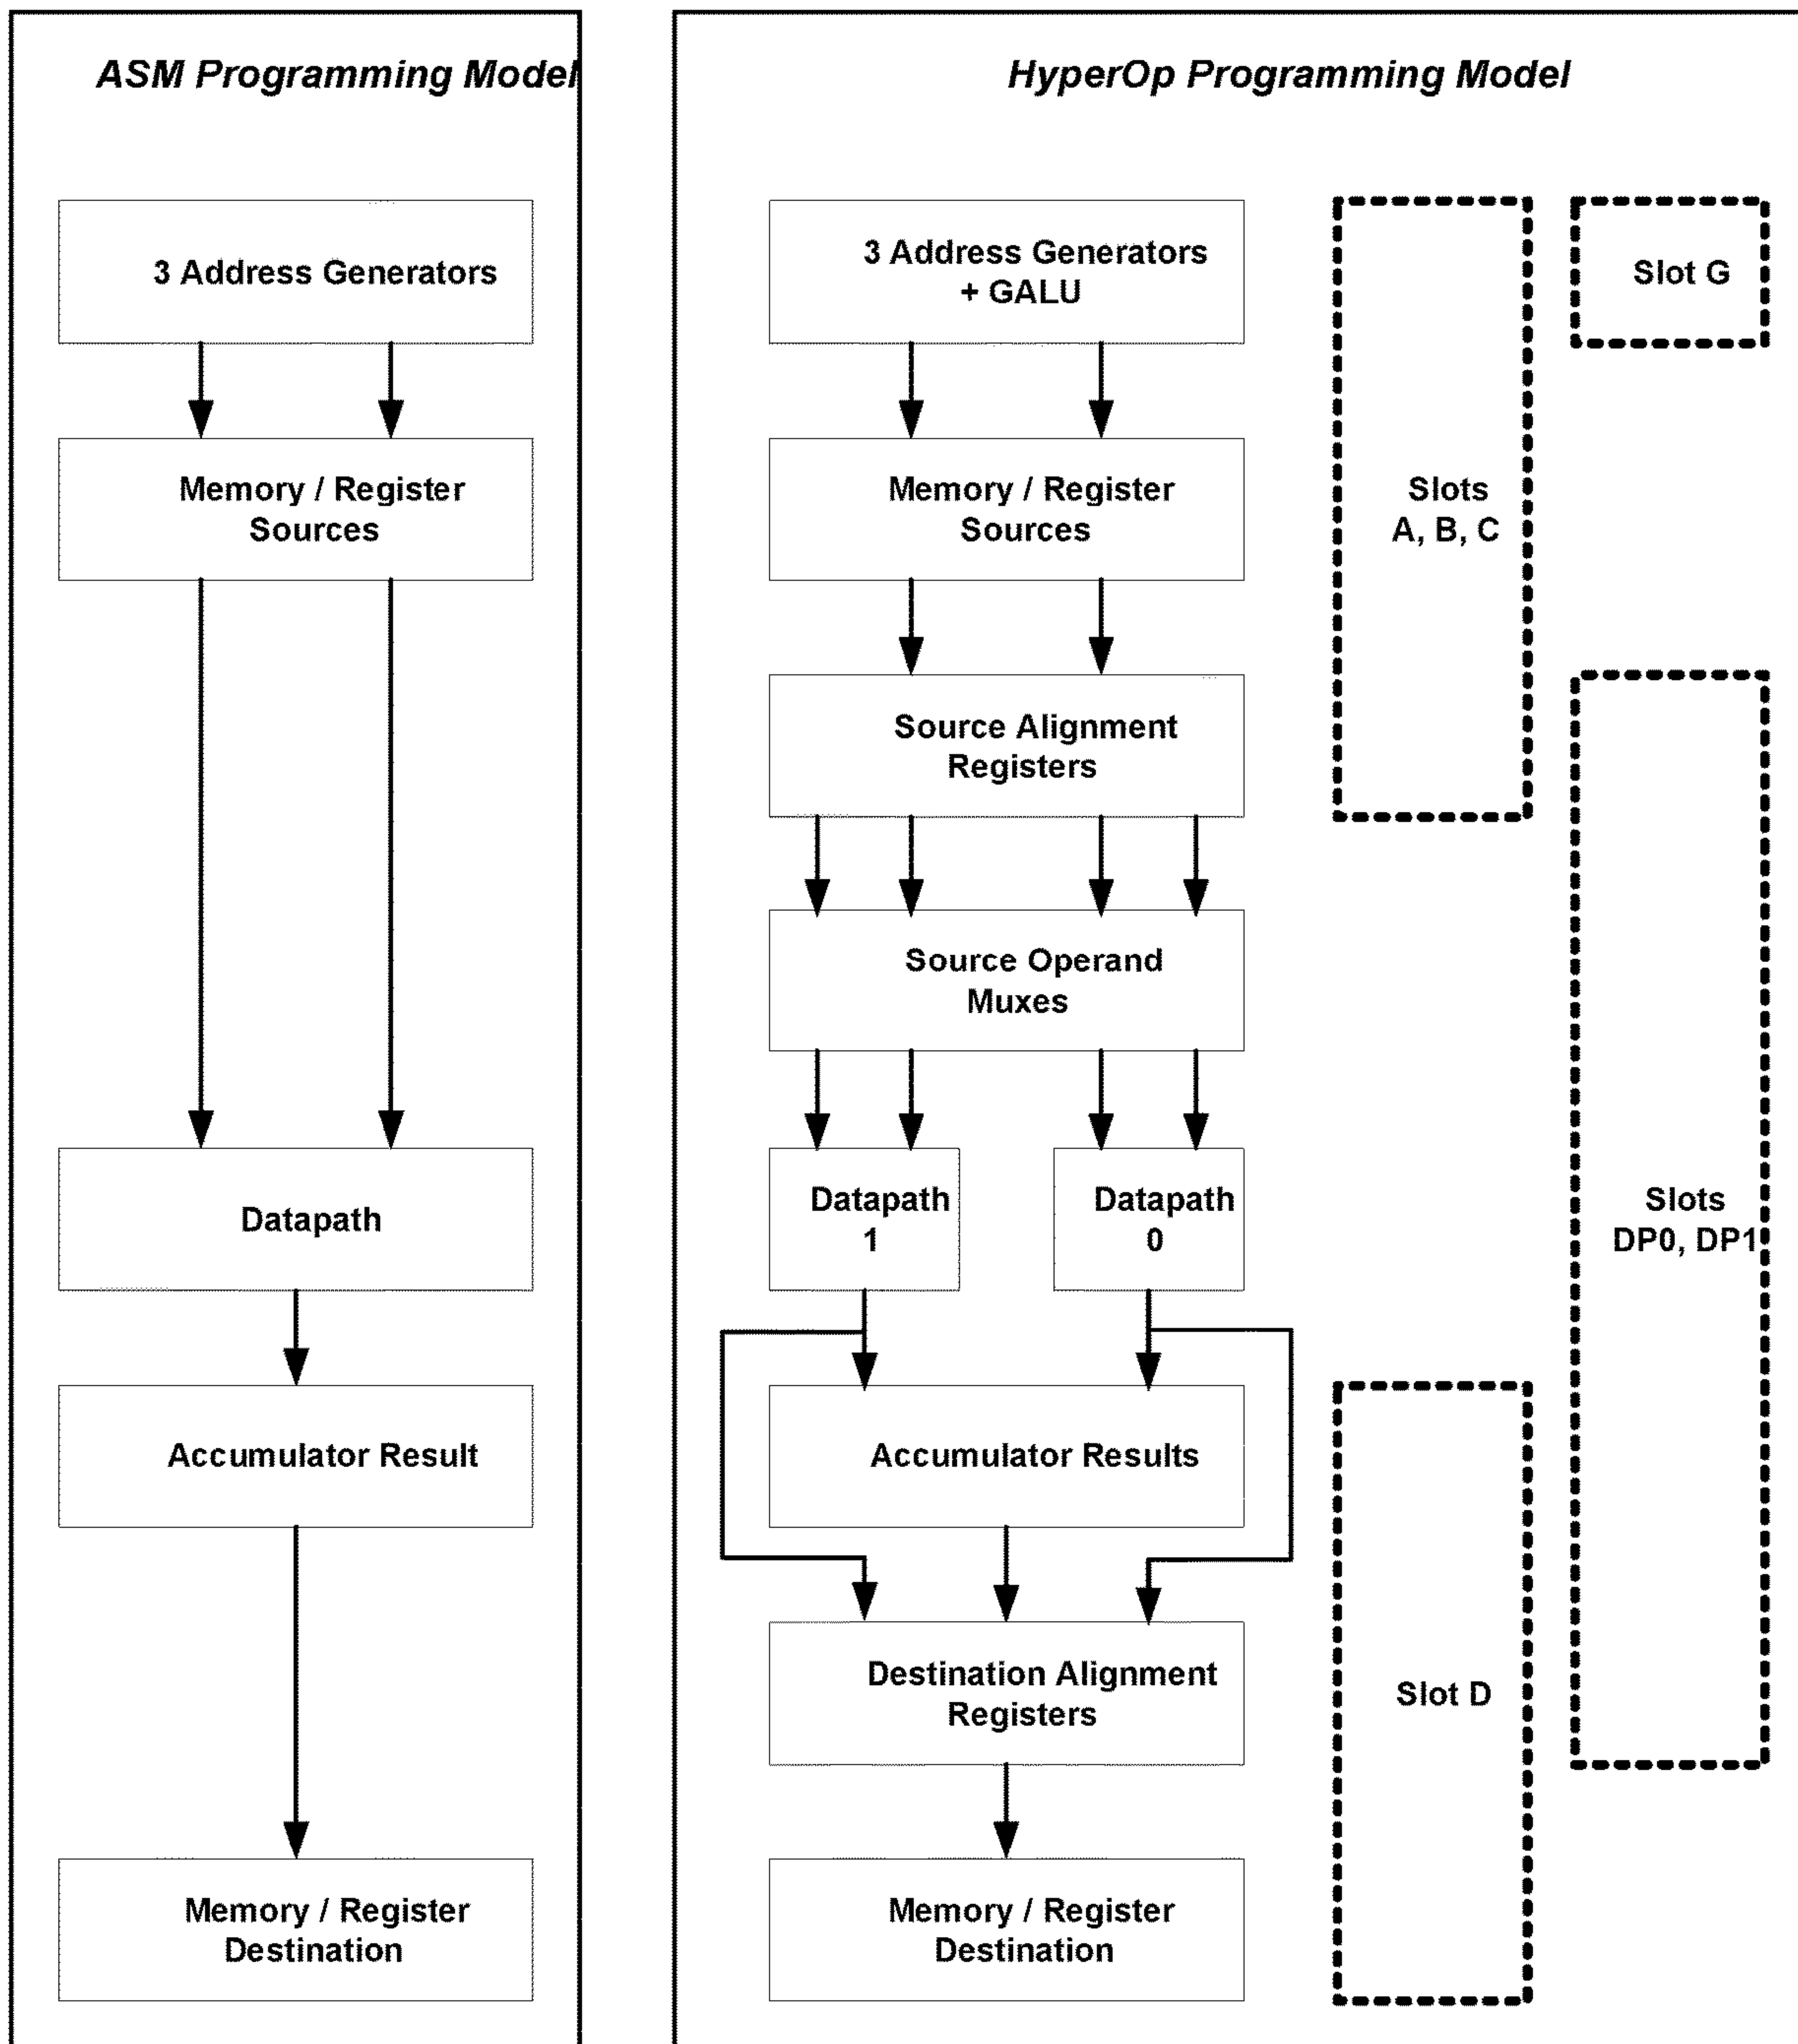 ASM Programming Model
3 Address Generators
Memory / Register
Sources
Datapath
Accumulator Result
Memory / Register
Destination
HyperOp Programming Model
3 Address Generators
+ GALU
Memory / Register
Sources
Source Alignment
Registers
Source Operand
Muxes
Datapath
1
Datapath
0
Accumulator Results
Destination Alignment
Registers
Memory / Register
Destination
Slots
A, B, C
Slot G
Slots
DP0, DP1
Slot D